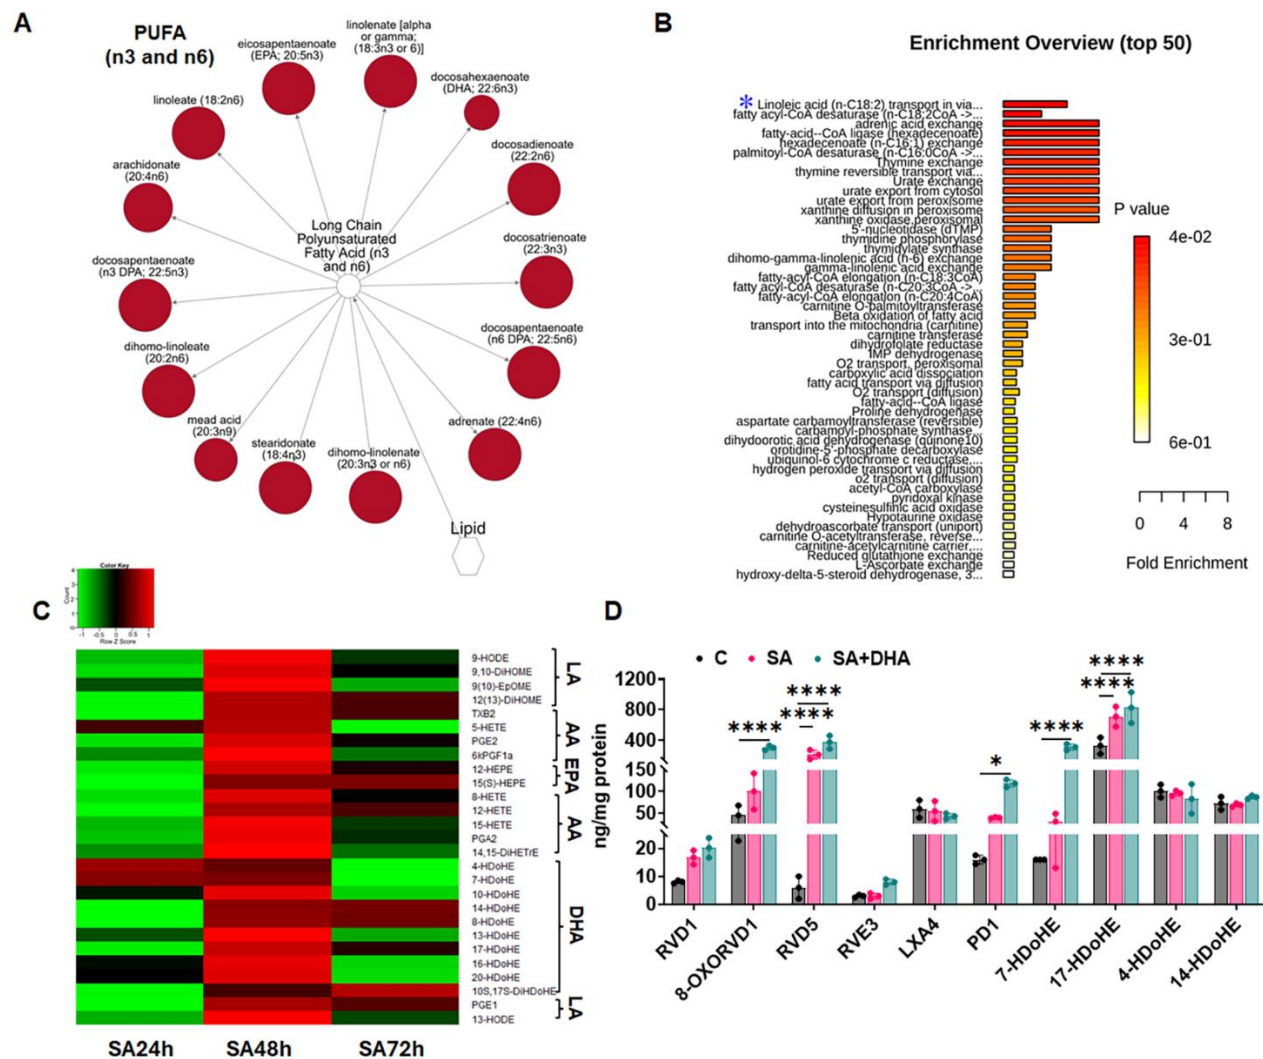 A
PUFA
(n3 and n6)
linolenate [alpha
or gamma;
(18:3n3 or 6)]
eicosapentaenoate
(EPA; 20:5n3)
docosahexaenoate
(DHA; 22:6n3)
linoleate (18:2n6)
docosadienoate
(22:2n6)
arachidonate
(20:4n6)
Long Chain
Polyunsaturated
Fatty Acid (n3
and n6)
docosatrienoate
(22:3n3)
docosapentaenoate
(n3 DPA; 22:5n3)
docosapentaenoate
(n6 DPA; 22:5n6)
dihomo-linoleate
(20:2n6)
mead acid
(20:3n9)
stearidonate
(18:4n3)
dihomo-linolenate
(20:3n3 or n6)
adrenate (22:4n6)
Lipid
B
Enrichment Overview (top 50)
* Linoleic acid (n-C18:2) transport in via...
fatty acyl-CoA desaturase (n-C18:2CoA ->...
adrenic acid exchange
fatty-acid--CoA ligase (hexadecenoate)
hexadecenoate (n-C16:1) exchange
palmitoyl-CoA desaturase (n-C16:0CoA ->...
Thymine exchange
thymine reversible transport via...
Urate exchange
urate export from cytosol
urate export from peroxisome
xanthine diffusion in peroxisome
xanthine oxidase,peroxisomal
5'-nucleotidase (dTMP)
thymidine phosphorylase
thymidylate synthase
dihomo-gamma-linolenic acid (n-6) exchange
gamma-linolenic acid exchange
fatty-acyl-CoA elongation (n-C18:3CoA)
fatty acyl-CoA desaturase (n-C20:3CoA ->...
fatty-acyl-CoA elongation (n-C20:4CoA)
carnitine O-palmitoyltransferase
Beta oxidation of fatty acid
transport into the mitochondria (carnitine)
carnitine transferase
dihydrofolate reductase
IMP dehydrogenase
O2 transport, peroxisomal
carboxylic acid dissociation
fatty acid transport via diffusion
O2 transport (diffusion)
fatty-acid--CoA ligase
Proline dehydrogenase
aspartate carbamoyltransferase (reversible)
carbamoyl-phosphate synthase...
dihydoorotic acid dehydrogenase (quinone10)
orotidine-5'-phosphate decarboxylase
ubiquinol-6 cytochrome c reductase,...
hydrogen peroxide transport via diffusion
o2 transport (diffusion)
acetyl-CoA carboxylase
pyridoxal kinase
cysteinesulfinic acid oxidase
Hypotaurine oxidase
dehydroascorbate transport (uniport)
carnitine O-acetyltransferase, reverse...
carnitine-acetylcarnitine carrier,...
Reduced glutathione exchange
L-Ascorbate exchange
hydroxy-delta-5-steroid dehydrogenase, 3...
P value
4e-02
3e-01
6e-01
0 4 8
Fold Enrichment
C
Color Key
Count
0 1 2 3 4
-1 -0.5 0 0.5 1
Row Z Score
9-HODE
9,10-DiHOME
9(10)-EpOME
12(13)-DiHOME
TXB2
5-HETE
PGE2
6kPGF1a
12-HEPE
15(S)-HEPE
8-HETE
12-HETE
15-HETE
PGA2
14,15-DiHETrE
4-HDoHE
7-HDoHE
10-HDoHE
14-HDoHE
8-HDoHE
13-HDoHE
17-HDoHE
16-HDoHE
20-HDoHE
10S,17S-DiHDoHE
PGE1
13-HODE
LA
AA
EPA
AA
DHA
LA
SA24h SA48h SA72h
D
C SA SA+DHA
ng/mg protein
1200
800
400
150
100
50
20
10
0
****
****
****
*
****
****
****
RVD1
8-OXORVD1
RVD5
RVE3
LXA4
PD1
7-HDoHE
17-HDoHE
4-HDoHE
14-HDoHE